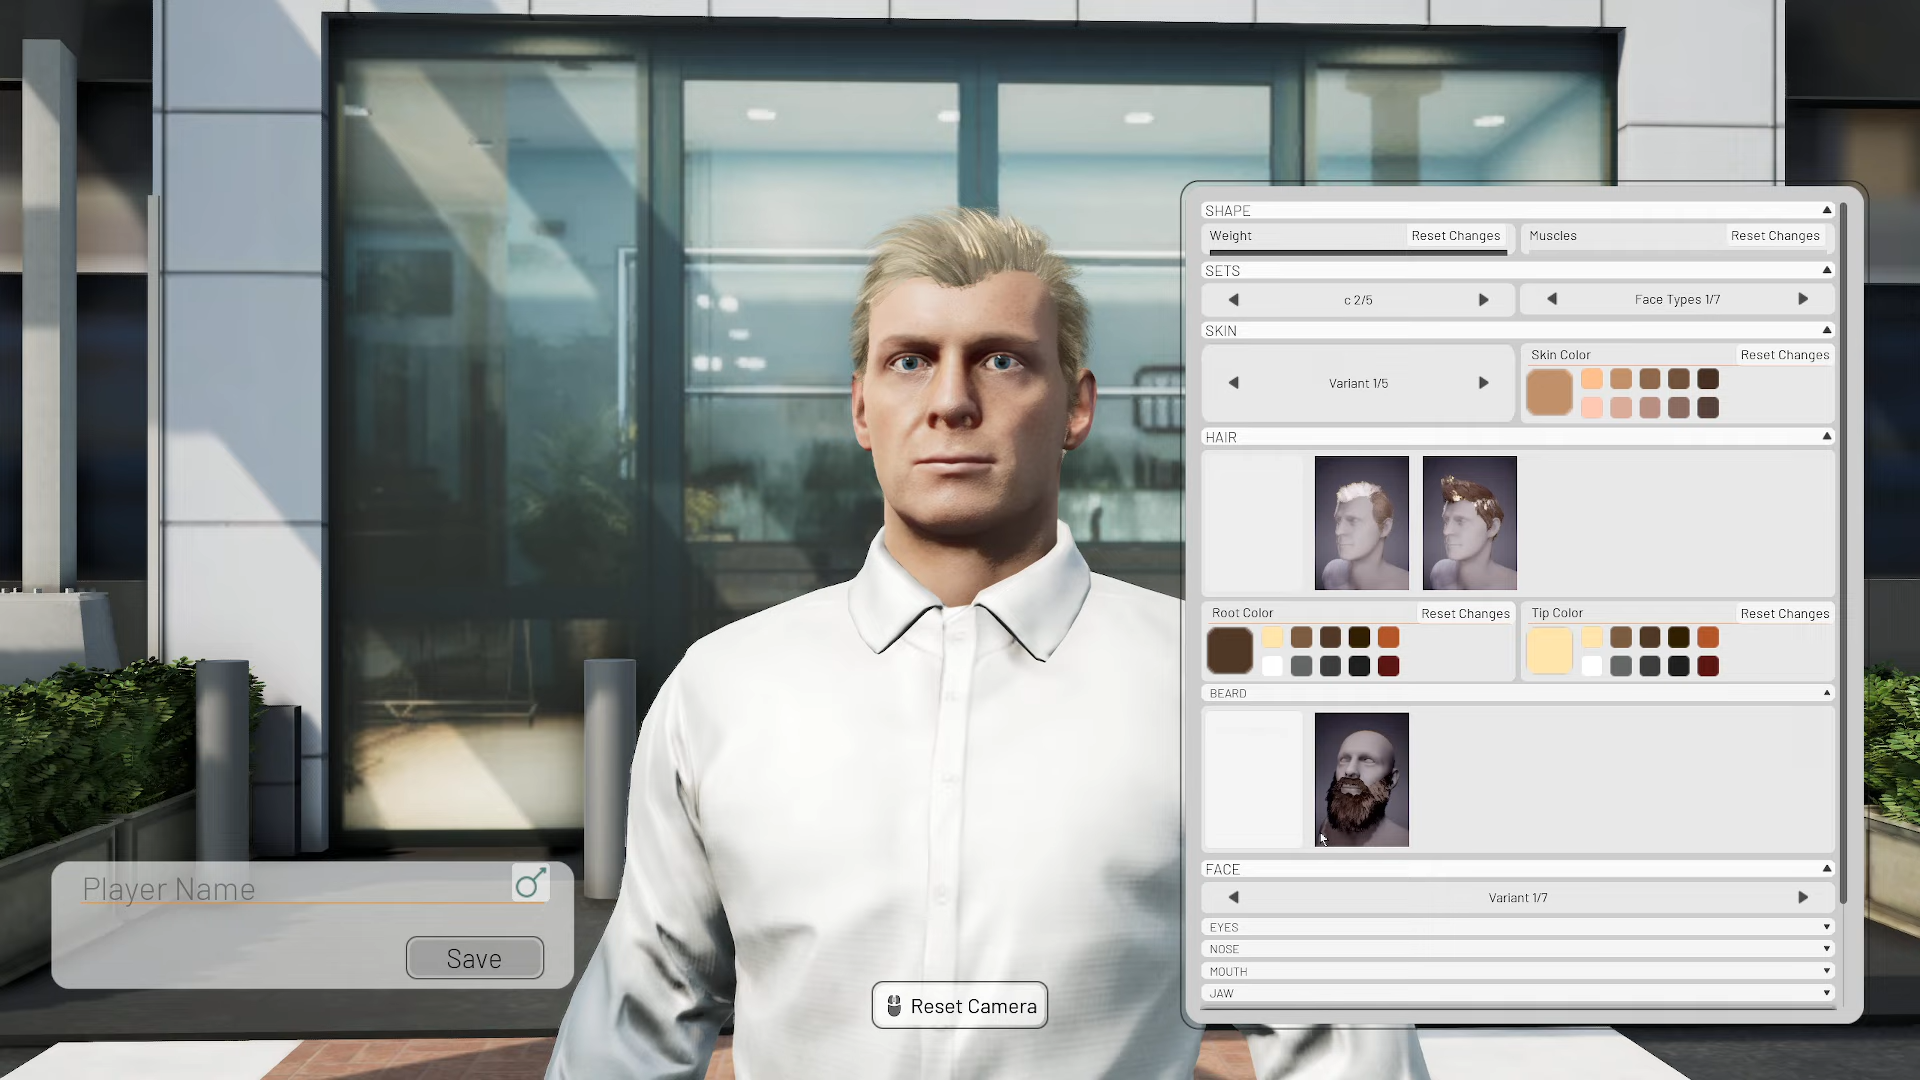 SHAPE
Weight Reset Changes Muscles Reset Changes
SETS
c 2/5 Face Types 1/7
SKIN
Variant 1/5 Skin Color Reset Changes
HAIR
Root Color Reset Changes Tip Color Reset Changes
BEARD
FACE
Variant 1/7
EYES
NOSE
MOUTH
JAW
Player Name
Save
Reset Camera